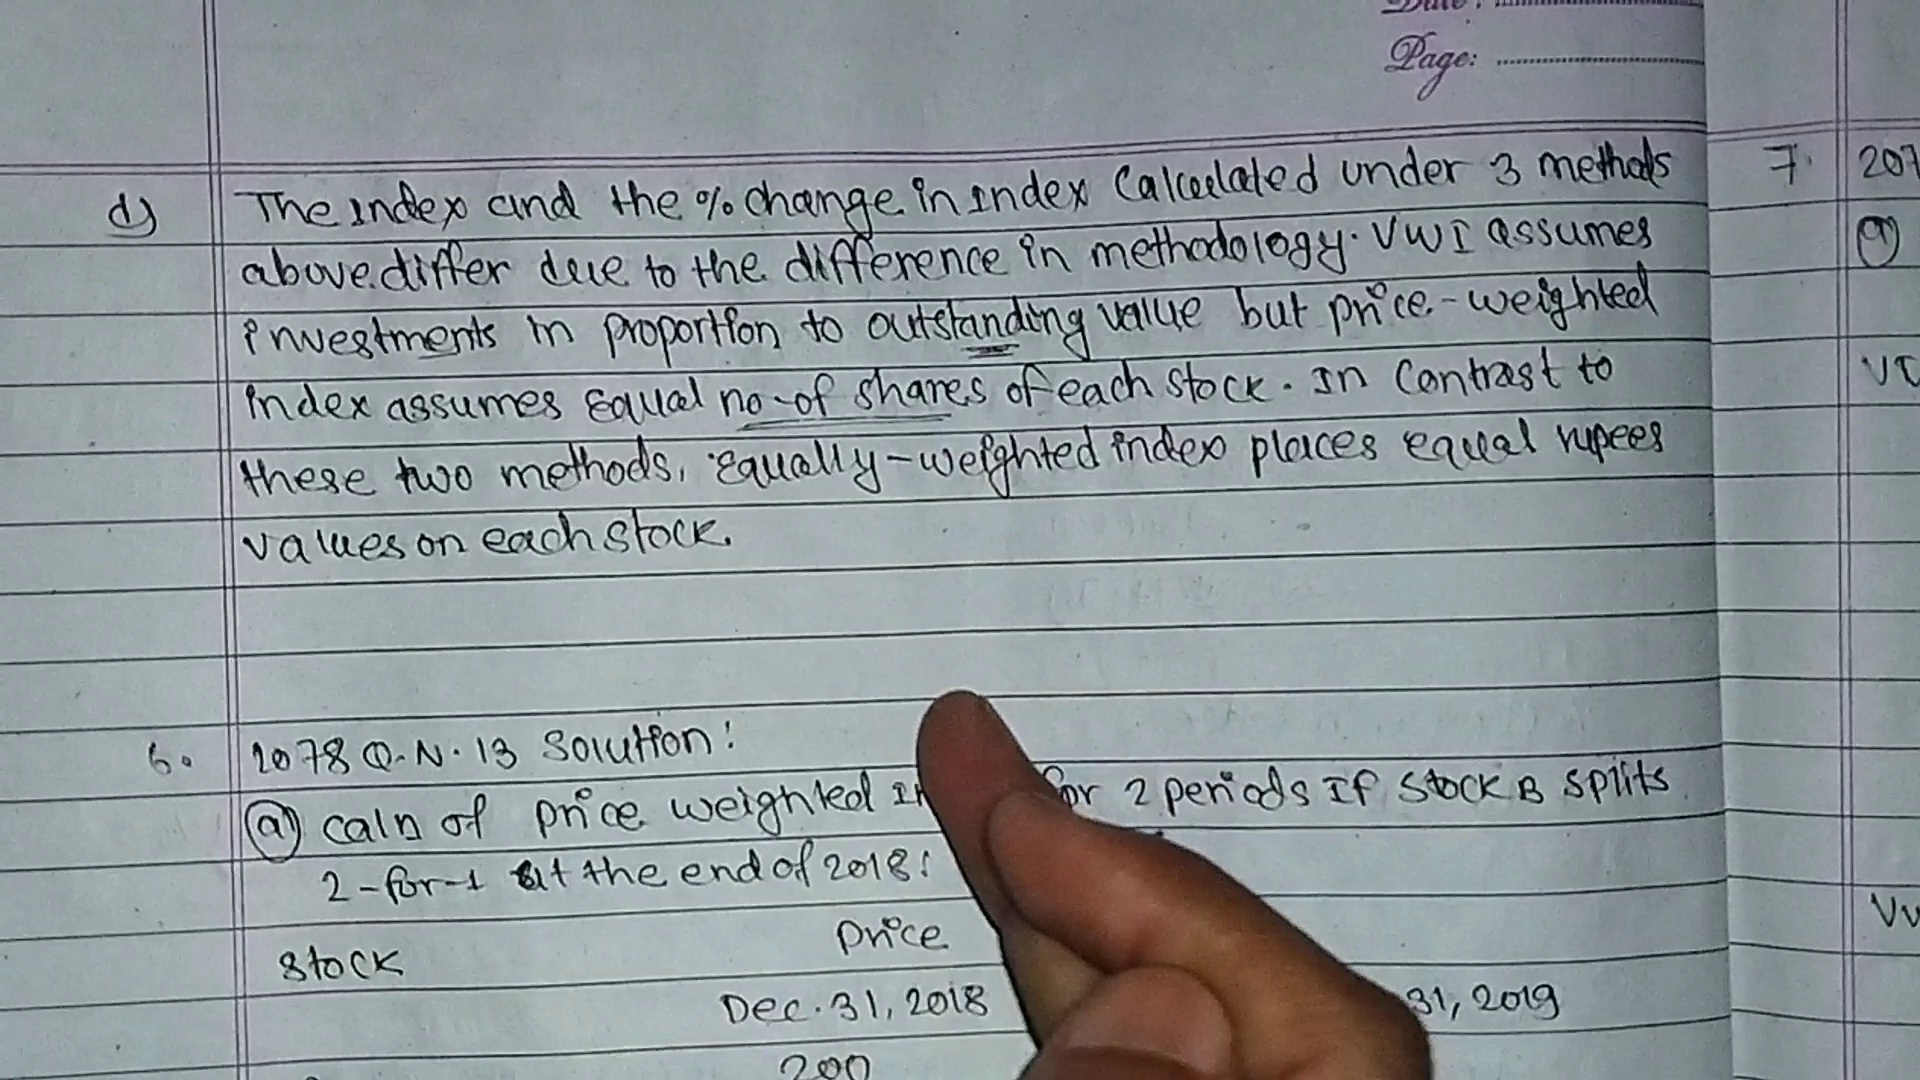 Date:
Page:
d) The Index and the % change in Index Calculated under 3 methods
above differ due to the difference in methodology. VWI assumes
investments in proportion to outstanding value but price-weighted
index assumes Equal no. of shares of each stock. In Contrast to
these two methods, Equally-weighted index places equal rupees
values on each stock.
6. 2078 Q.N. 13 Solution:
(a) Caln of price weighted for 2 periods If Stock B splits
2-for-1 at the end of 2018:
Stock Price
Dec. 31, 2018 31, 2019
200
7. 207
(a)